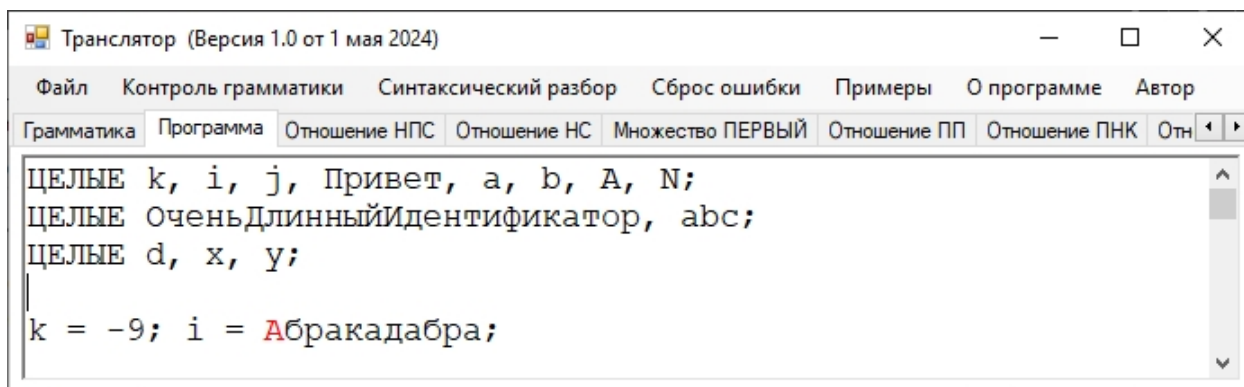 Транслятор (Версия 1.0 от 1 мая 2024)
Файл Контроль грамматики Синтаксический разбор Сброс ошибки Примеры О программе Автор
Грамматика Программа Отношение НПС Отношение НС Множество ПЕРВЫЙ Отношение ПП Отношение ПНК Отн
ЦЕЛЫЕ k, i, j, Привет, a, b, A, N;
ЦЕЛЫЕ ОченьДлинныйИдентификатор, abc;
ЦЕЛЫЕ d, x, y;
k = -9; i = Абракадабра;